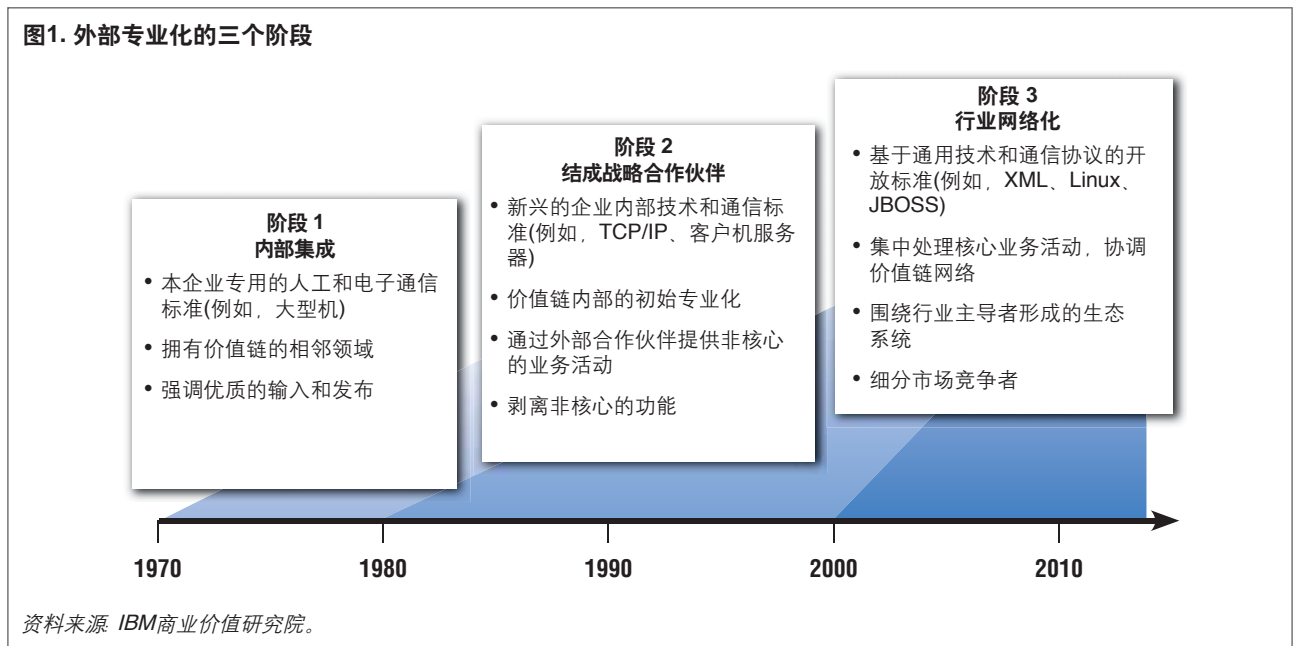 图1. 外部专业化的三个阶段
阶段 1
内部集成
• 本企业专用的人工和电子通信
标准(例如，大型机)
• 拥有价值链的相邻领域
• 强调优质的输入和发布
阶段 2
结成战略合作伙伴
• 新兴的企业内部技术和通信标
准(例如，TCP/IP、客户机服务
器)
• 价值链内部的初始专业化
• 通过外部合作伙伴提供非核心
的业务活动
• 剥离非核心的功能
阶段 3
行业网络化
• 基于通用技术和通信协议的开
放标准(例如，XML、Linux、
JBOSS)
• 集中处理核心业务活动，协调
价值链网络
• 围绕行业主导者形成的生态
系统
• 细分市场竞争者
1970 1980 1990 2000 2010
资料来源: IBM商业价值研究院。